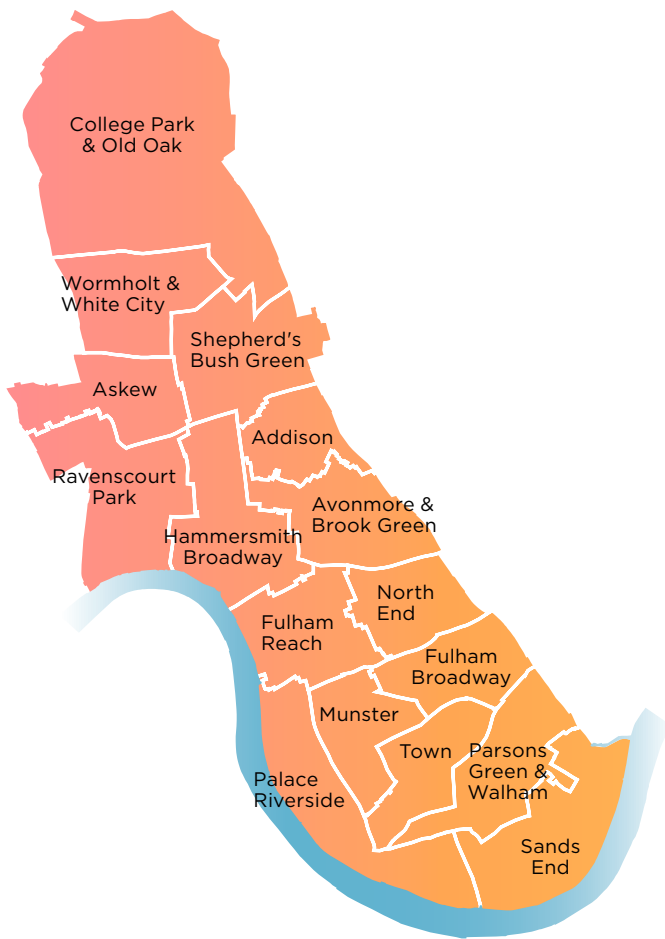 College Park
& Old Oak
Wormholt &
White City
Shepherd's
Bush Green
Askew
Addison
Ravenscourt
Park
Avonmore &
Brook Green
Hammersmith
Broadway
North
End
Fulham
Reach
Fulham
Broadway
Munster
Town
Parsons
Green &
Walham
Palace
Riverside
Sands
End